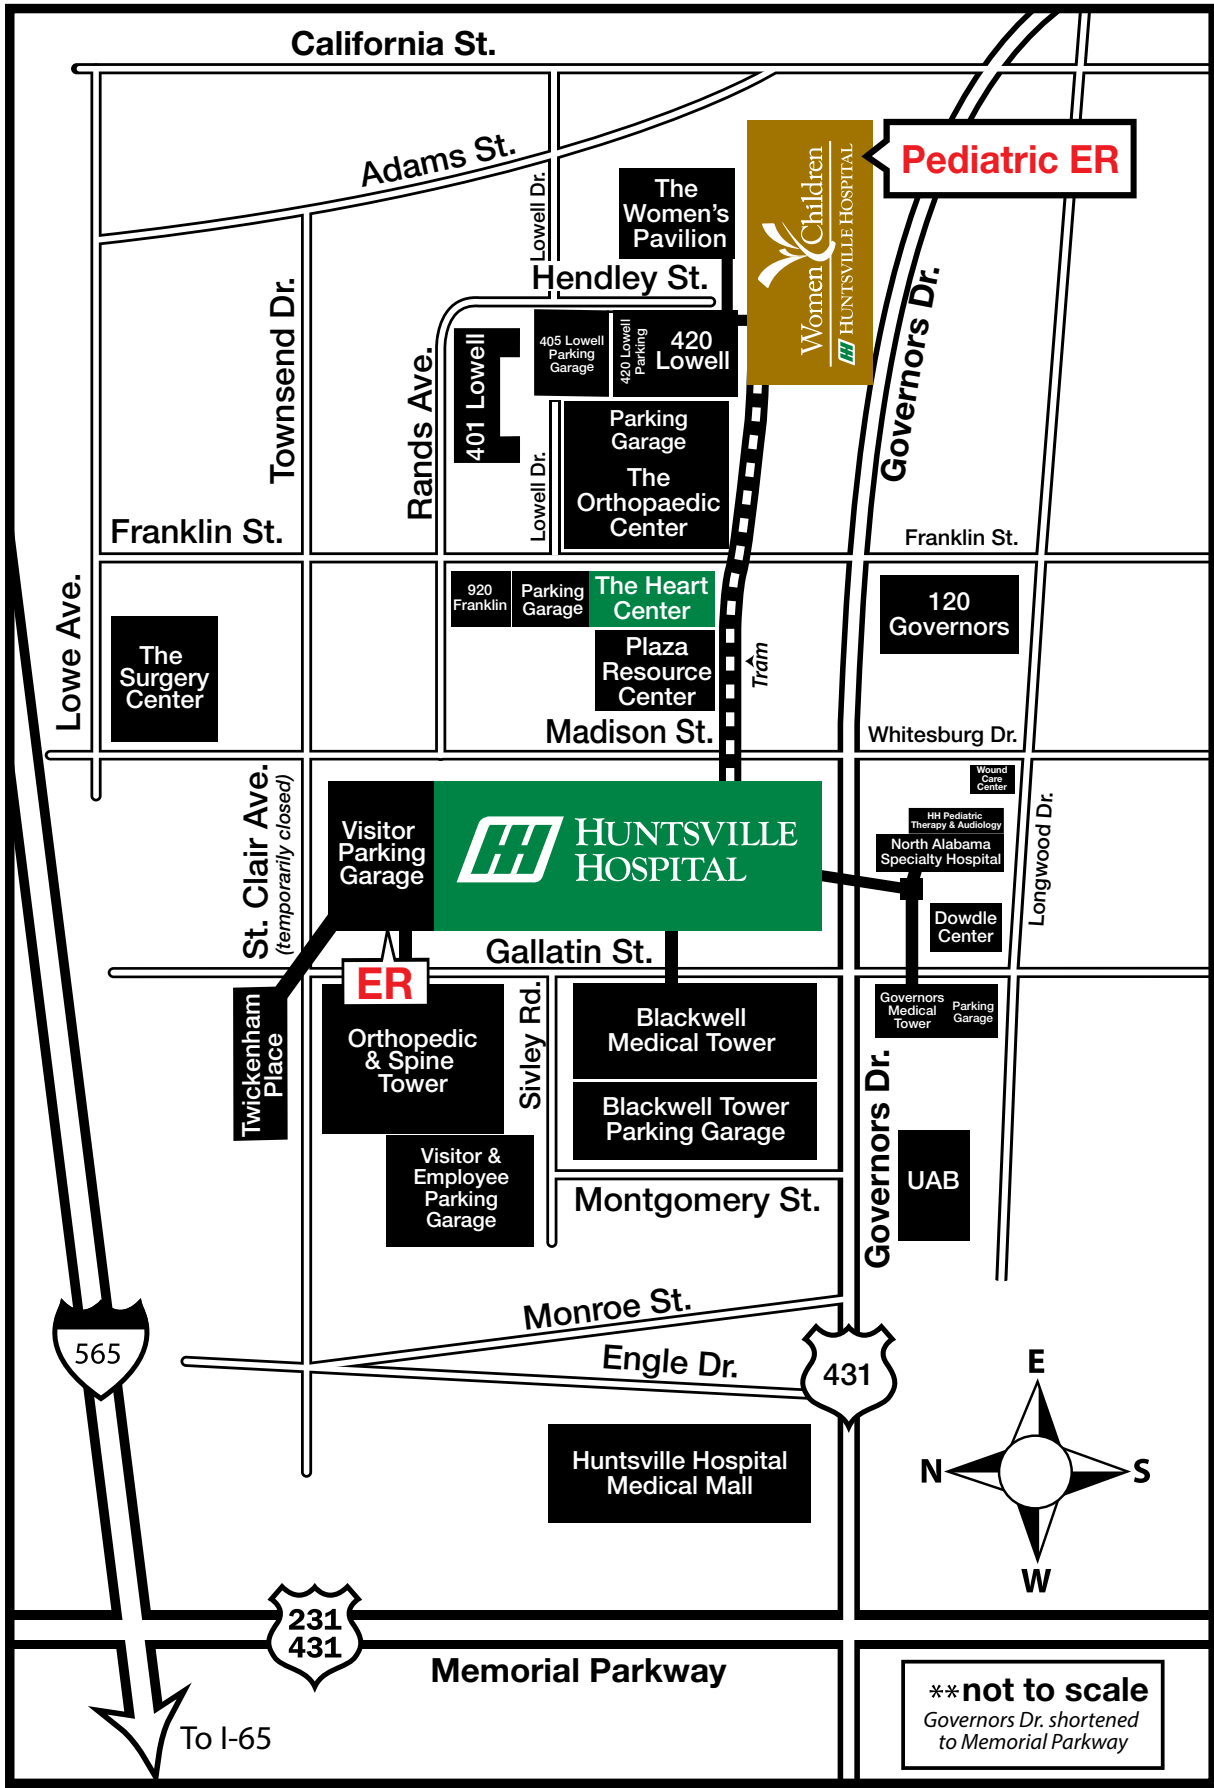 California St.
Adams St.
Lowell Dr.
The
Women's
Pavilion
Women Children
HUNTSVILLE HOSPITAL
Pediatric ER
Hendley St.
Townsend Dr.
Rands Ave.
401 Lowell
405 Lowell
Parking
Garage
420 Lowell
Parking
420
Lowell
Governors Dr.
Parking
Garage
The
Orthopaedic
Center
Lowell Dr.
Franklin St.
Franklin St.
Lowe Ave.
The
Surgery
Center
920
Franklin
Parking
Garage
The Heart
Center
Plaza
Resource
Center
Tram
120
Governors
Madison St.
Whitesburg Dr.
St. Clair Ave.
(temporarily closed)
Visitor
Parking
Garage
HUNTSVILLE
HOSPITAL
Wound
Care
Center
HH Pediatric
Therapy & Audiology
North Alabama
Specialty Hospital
Longwood Dr.
Dowdle
Center
Gallatin St.
ER
Twickenham
Place
Orthopedic
& Spine
Tower
Sivley Rd.
Blackwell
Medical Tower
Governors
Medical
Tower
Parking
Garage
Blackwell Tower
Parking Garage
Visitor &
Employee
Parking
Garage
Montgomery St.
Governors Dr.
UAB
Monroe St.
565
Engle Dr.
431
Huntsville Hospital
Medical Mall
E
N
S
W
231
431
Memorial Parkway
To I-65
**not to scale
Governors Dr. shortened
to Memorial Parkway